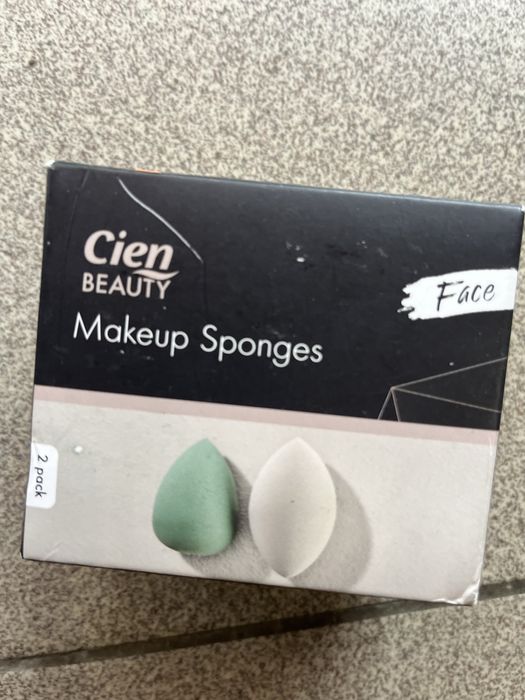 Cien
BEAUTY
Face
Makeup Sponges
2 pack